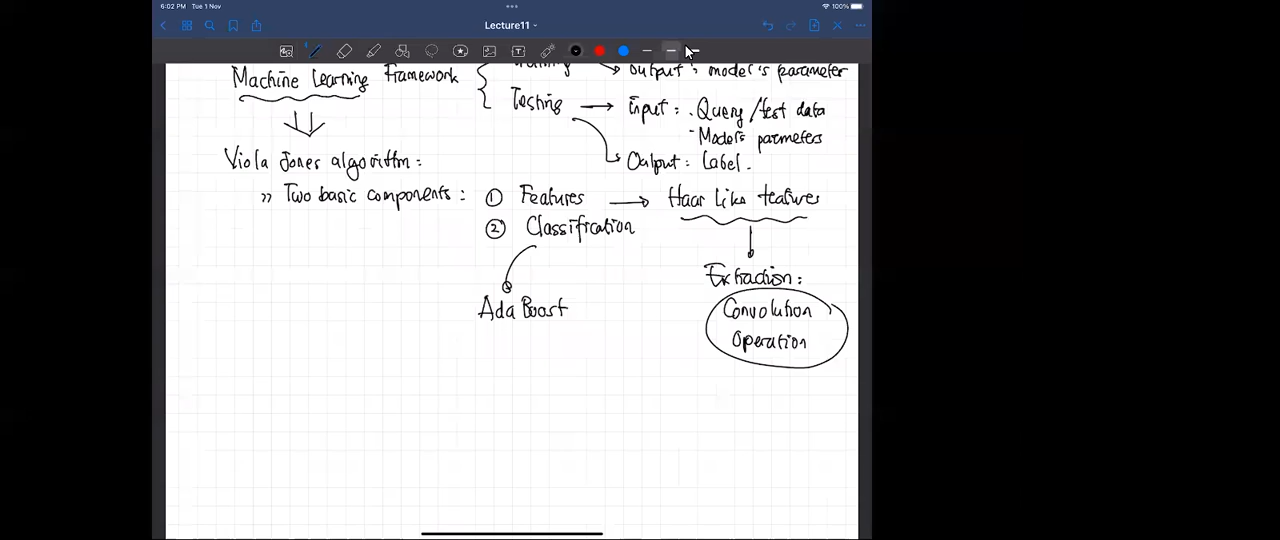 6:02 PM Tue 1 Nov
100%
Lecture11
Machine Learning Framework
Output: model's parameter
Testing
Input: Query/test data
Model's parmeters
Output: Label.
Viola Jones algorithm:
>> Two basic components: ① Features
Haar like features
② Classification
Extraction:
Ada Boost
Convolution
Operation